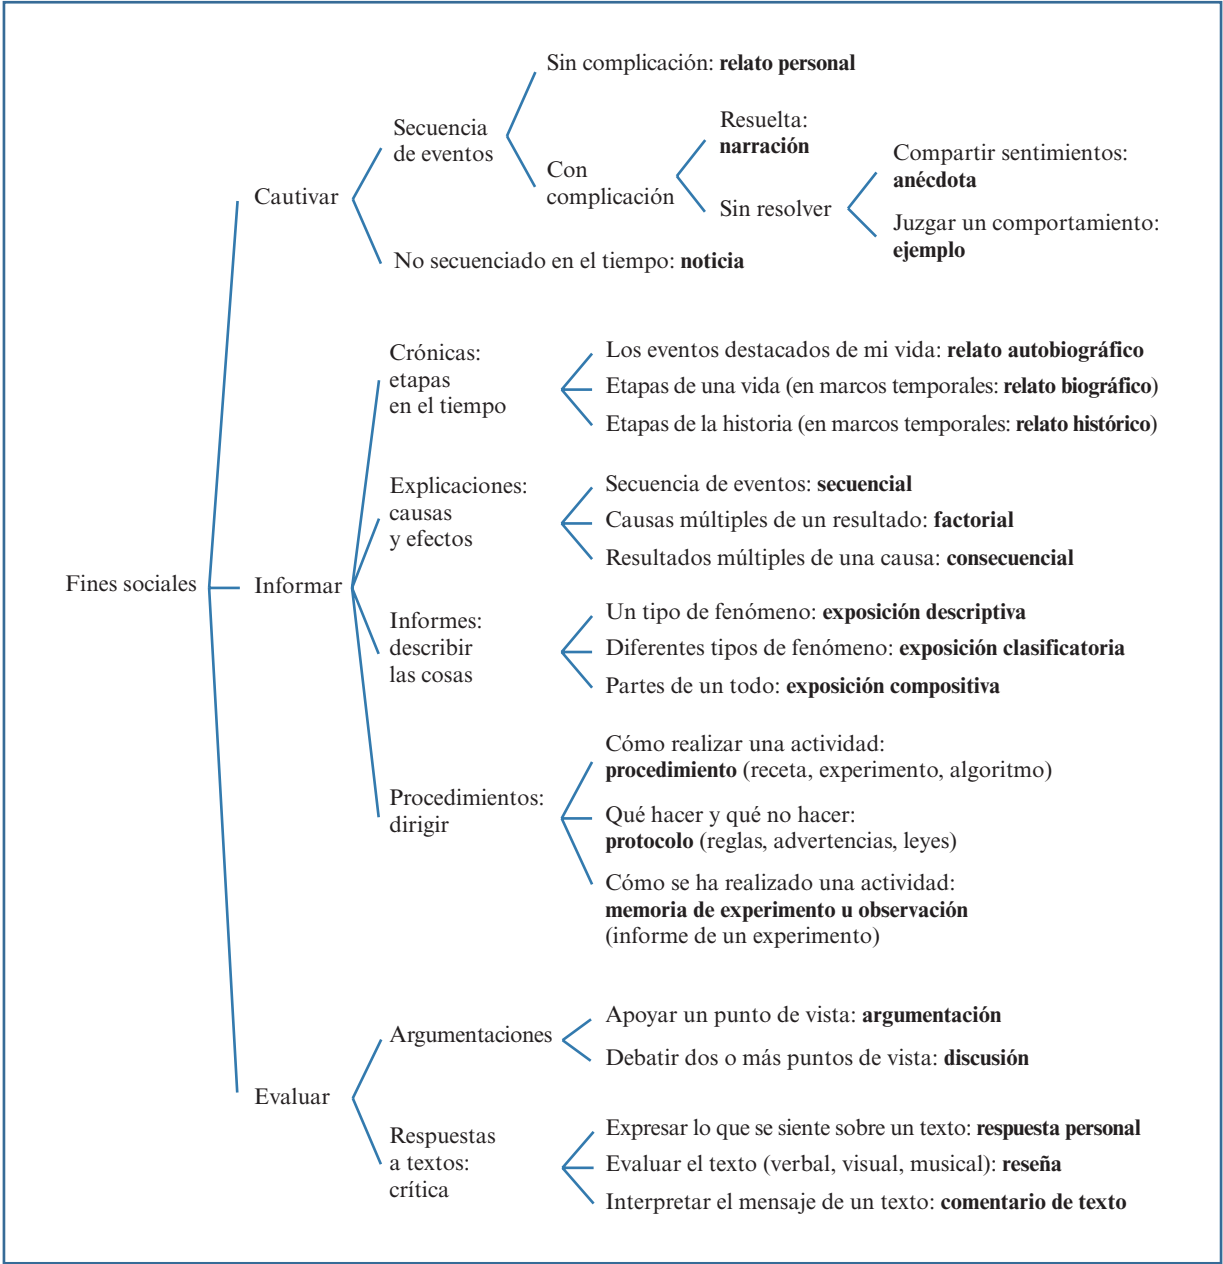 Fines sociales
Cautivar
Secuencia
de eventos
Sin complicación: relato personal
Con
complicación
Resuelta:
narración
Sin resolver
Compartir sentimientos:
anécdota
Juzgar un comportamiento:
ejemplo
No secuenciado en el tiempo: noticia
Informar
Crónicas:
etapas
en el tiempo
Los eventos destacados de mi vida: relato autobiográfico
Etapas de una vida (en marcos temporales: relato biográfico)
Etapas de la historia (en marcos temporales: relato histórico)
Explicaciones:
causas
y efectos
Secuencia de eventos: secuencial
Causas múltiples de un resultado: factorial
Resultados múltiples de una causa: consecuencial
Informes:
describir
las cosas
Un tipo de fenómeno: exposición descriptiva
Diferentes tipos de fenómeno: exposición clasificatoria
Partes de un todo: exposición compositiva
Procedimientos:
dirigir
Cómo realizar una actividad:
procedimiento (receta, experimento, algoritmo)
Qué hacer y qué no hacer:
protocolo (reglas, advertencias, leyes)
Cómo se ha realizado una actividad:
memoria de experimento u observación
(informe de un experimento)
Evaluar
Argumentaciones
Apoyar un punto de vista: argumentación
Debatir dos o más puntos de vista: discusión
Respuestas
a textos:
crítica
Expresar lo que se siente sobre un texto: respuesta personal
Evaluar el texto (verbal, visual, musical): reseña
Interpretar el mensaje de un texto: comentario de texto